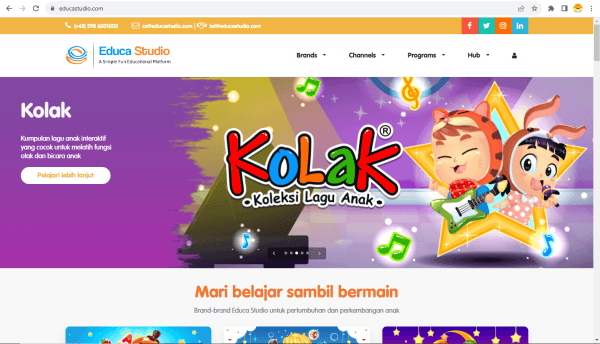 educastudio.com
(+62) 298 6031003 | cs@educastudio.com | bd@educastudio.com
Educa Studio
A Simple Fun Educational Platform
Brands
Channels
Programs
Hub
Kolak
Kumpulan lagu anak interaktif
yang cocok untuk melatih fungsi
otak dan bicara anak
Pelajari lebih lanjut
KOLAK®
Koleksi Lagu Anak
Mari belajar sambil bermain
Brand-brand Educa Studio untuk pertumbuhan dan perkembangan anak